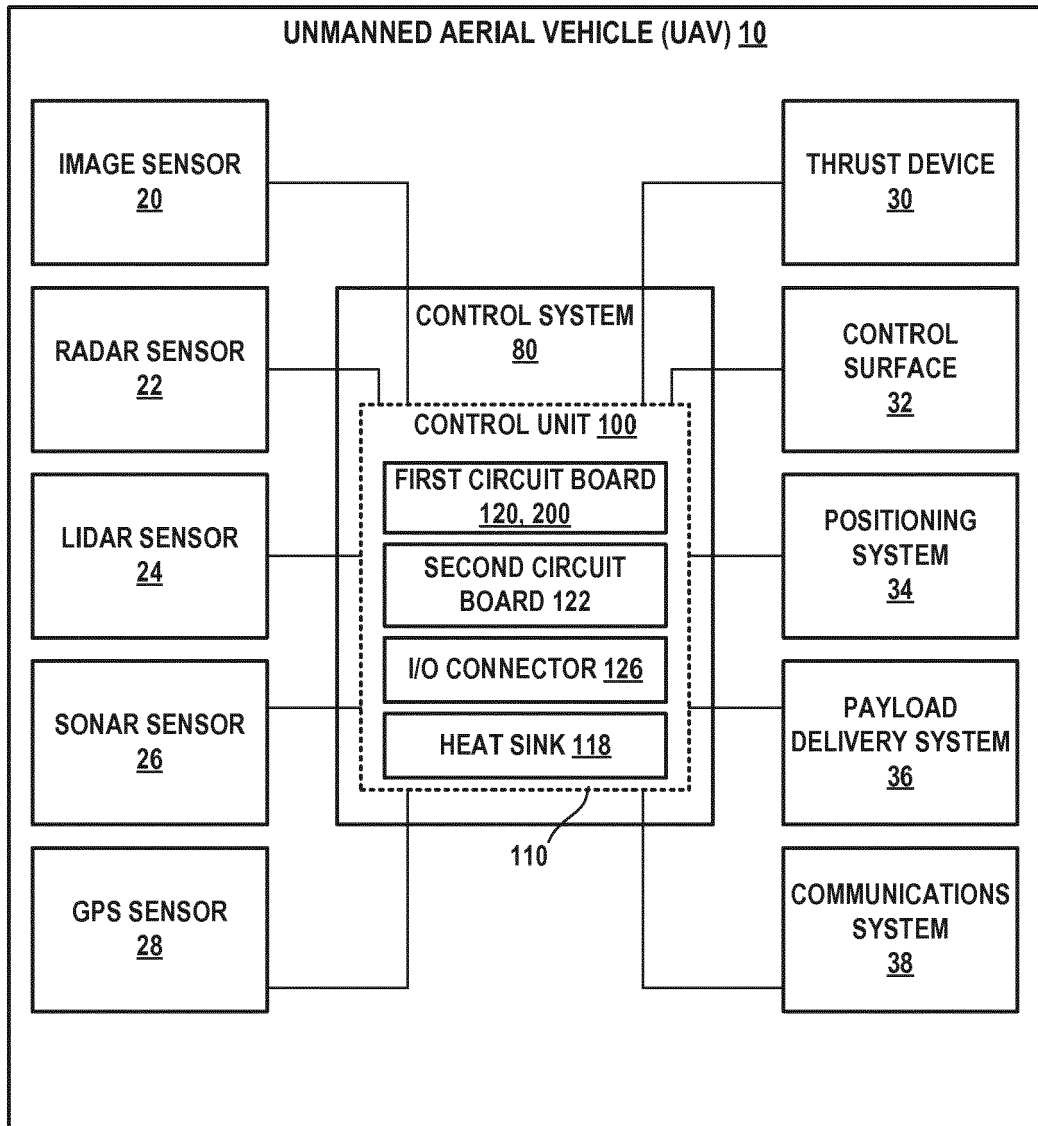 UNMANNED AERIAL VEHICLE (UAV) 10
IMAGE SENSOR
20
RADAR SENSOR
22
LIDAR SENSOR
24
SONAR SENSOR
26
GPS SENSOR
28
CONTROL SYSTEM
80
CONTROL UNIT 100
FIRST CIRCUIT BOARD
120, 200
SECOND CIRCUIT
BOARD 122
I/O CONNECTOR 126
HEAT SINK 118
110
THRUST DEVICE
30
CONTROL
SURFACE
32
POSITIONING
SYSTEM
34
PAYLOAD
DELIVERY SYSTEM
36
COMMUNICATIONS
SYSTEM
38